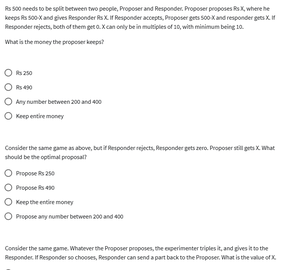 Rs 500 needs to be split between two people, Proposer and Responder. Proposer proposes Rs X, where he
keeps Rs 500-X and gives Responder Rs X. If Responder accepts, Proposer gets 500-X and responder gets X. If
Responder rejects, both of them get 0. X can only be in multiples of 10, with minimum being 10.
What is the money the proposer keeps?
Rs 250
Rs 490
Any number between 200 and 400
Keep entire money
Consider the same game as above, but if Responder rejects, Responder gets zero. Proposer still gets X. What
should be the optimal proposal?
Propose Rs 250
Propose Rs 490
Keep the entire money
Propose any number between 200 and 400
Consider the same game. Whatever the Proposer proposes, the experimenter triples it, and gives it to the
Responder. If Responder so chooses, Responder can send a part back to the Proposer. What is the value of X.